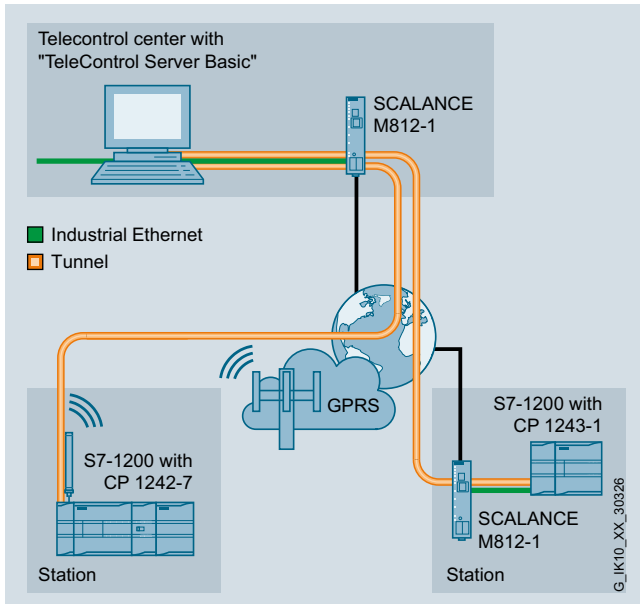 Telecontrol center with
"TeleControl Server Basic"
SCALANCE
M812-1
Industrial Ethernet
Tunnel
GPRS
S7-1200 with
CP 1242-7
Station
S7-1200 with
CP 1243-1
SCALANCE
M812-1
Station
G_IK10_XX_30326